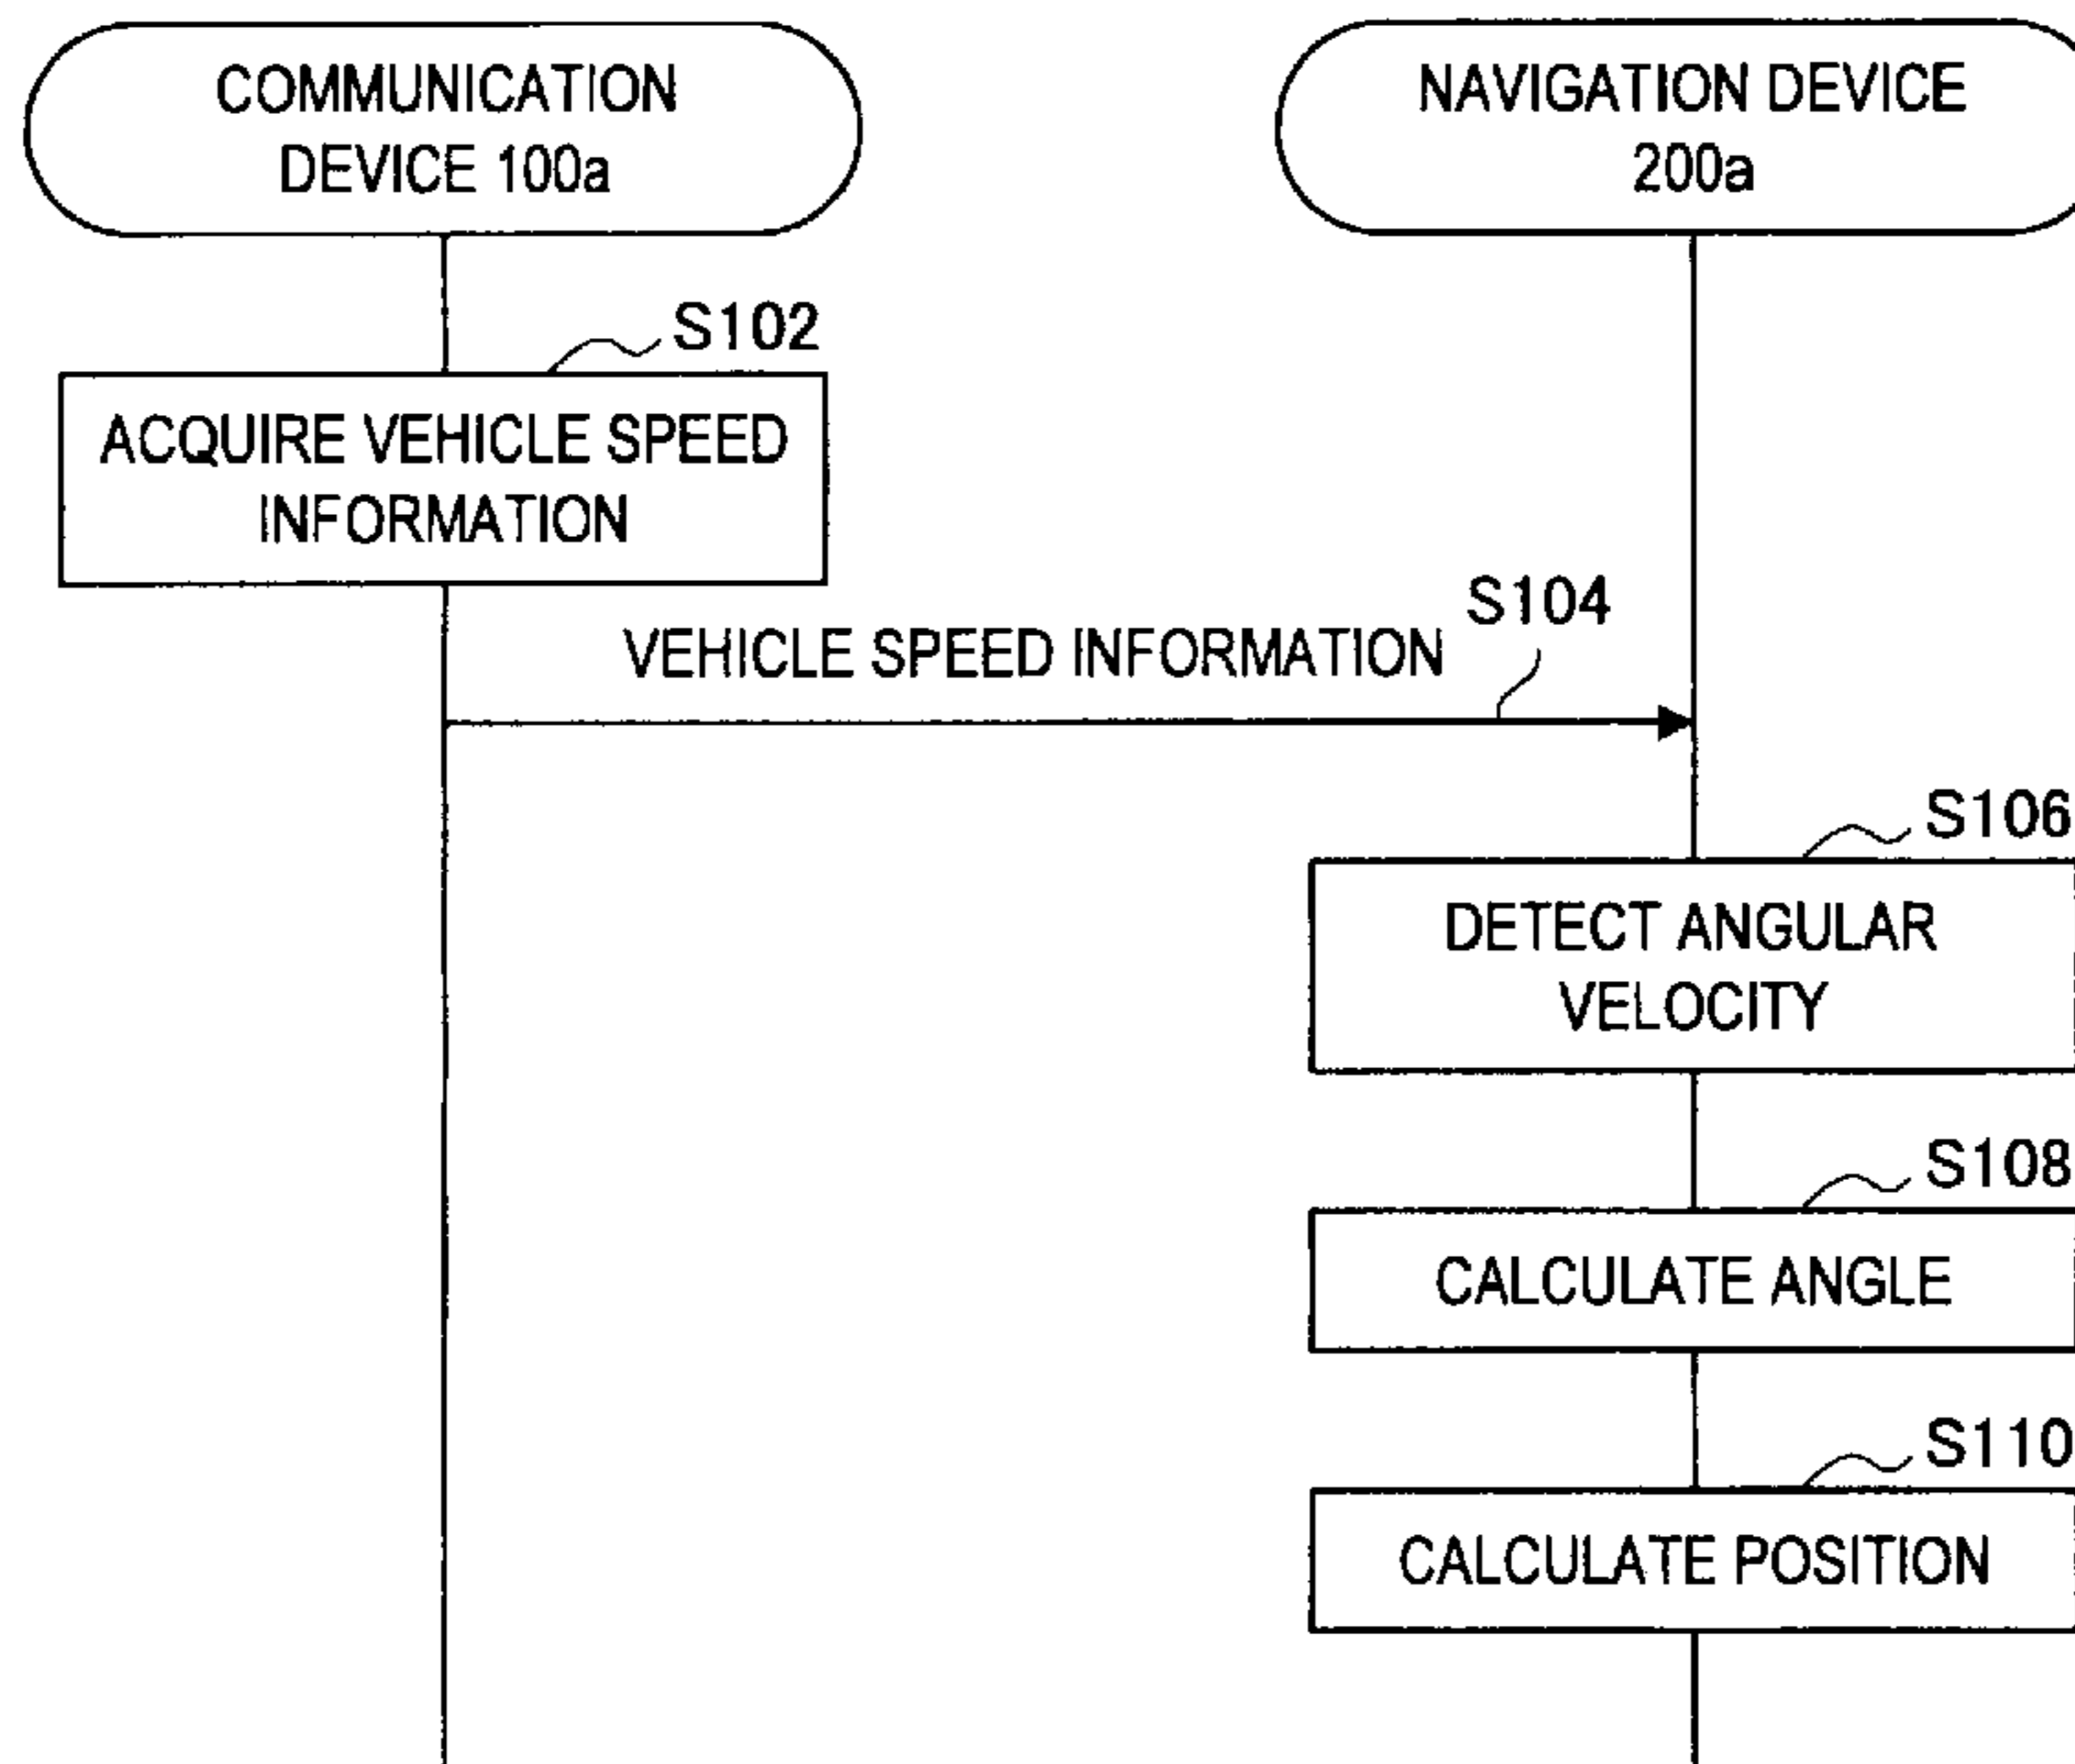 COMMUNICATION
DEVICE 100a
NAVIGATION DEVICE
200a
S102
ACQUIRE VEHICLE SPEED
INFORMATION
S104
VEHICLE SPEED INFORMATION
S106
DETECT ANGULAR
VELOCITY
S108
CALCULATE ANGLE
S110
CALCULATE POSITION